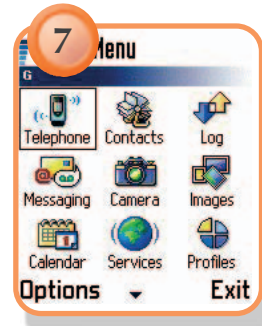 7
Menu
G
Telephone Contacts Log
Messaging Camera Images
Calendar Services Profiles
Options Exit